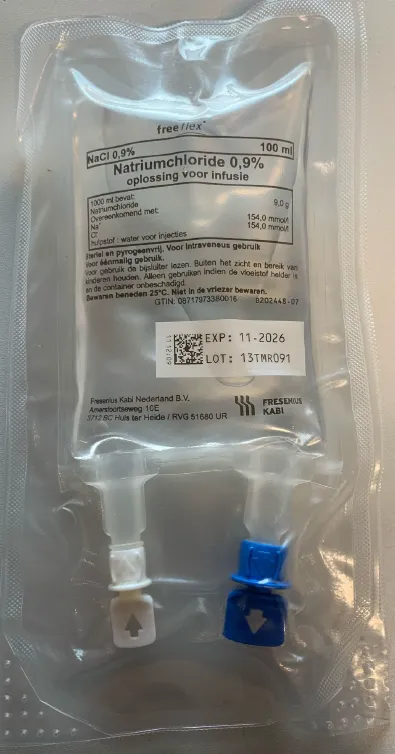 freeflex®
NaCl 0,9% 100 ml
Natriumchloride 0,9%
oplossing voor infusie
1000 ml bevat:
Natriumchloride 9,0 g
Overeenkomend met:
Na⁺ 154,0 mmol/l
Cl⁻ 154,0 mmol/l
hulpstof: water voor injecties
Steriel en pyrogeenvrij. Voor intraveneus gebruik
Voor éénmalig gebruik.
Voor gebruik de bijsluiter lezen. Buiten het zicht en bereik van
kinderen houden. Alleen gebruiken indien de vloeistof helder is
en de container onbeschadigd.
Bewaren beneden 25°C. Niet in de vriezer bewaren.
GTIN: 08717973380016 B202448-07
EXP: 11-2026
LOT: 13TMR091
Fresenius Kabi Nederland B.V.
Amersfoortseweg 10E
3712 BC Huis ter Heide / RVG 51680 UR
FRESENIUS
KABI